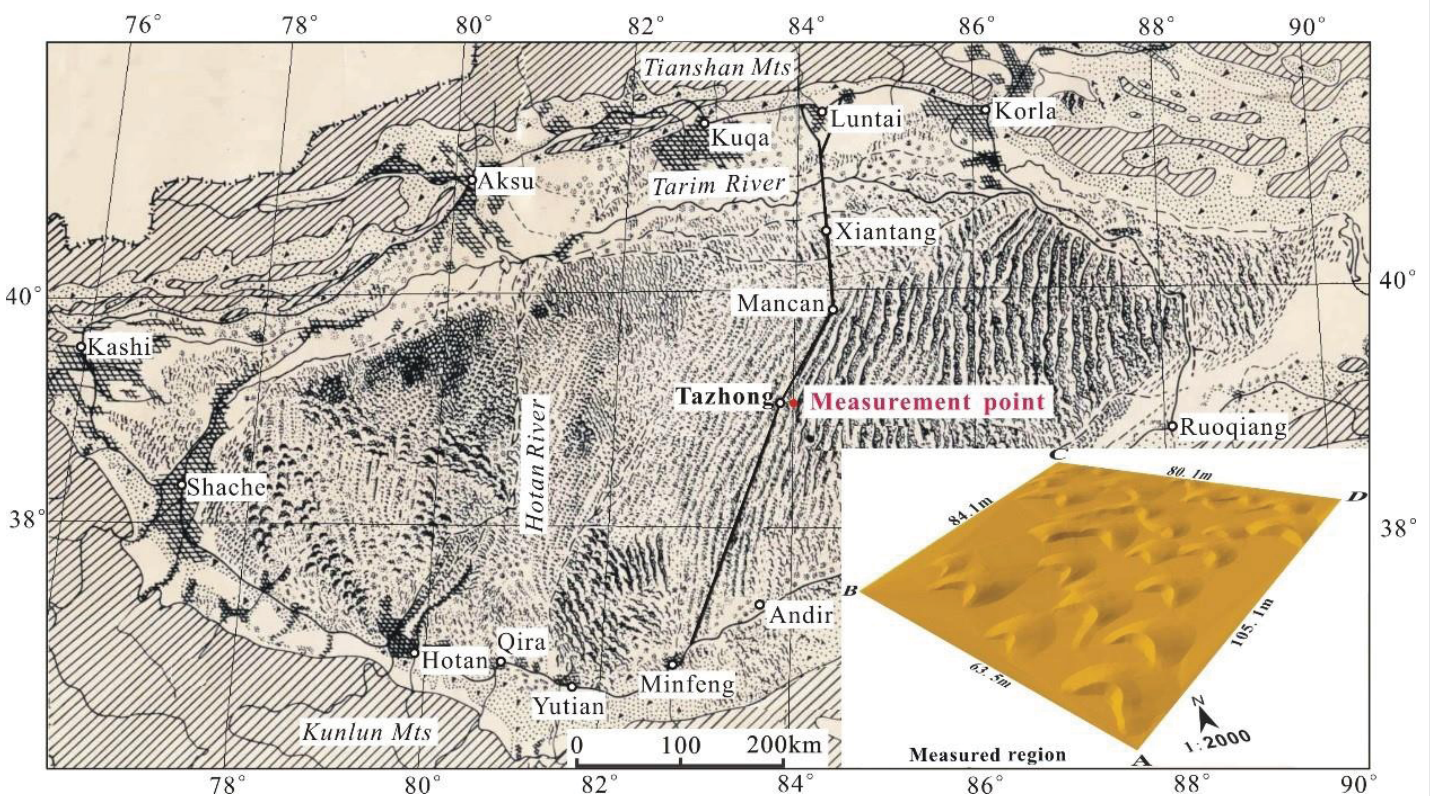 76° 78° 80° 82° 84° 86° 88° 90°
Tianshan Mts
Luntai
Korla
Kuqa
Aksu
Tarim River
Xiantang
40°
40°
Mancan
Kashi
Tazhong
Measurement point
Hotan River
Ruoqiang
Shache
38°
38°
C
80.1m
D
84.1m
B
105.1m
63.5m
A
N
1:2000
Measured region
Andir
Qira
Hotan
Minfeng
Yutian
Kunlun Mts
0 100 200km
78° 80° 82° 84° 86° 88° 90°